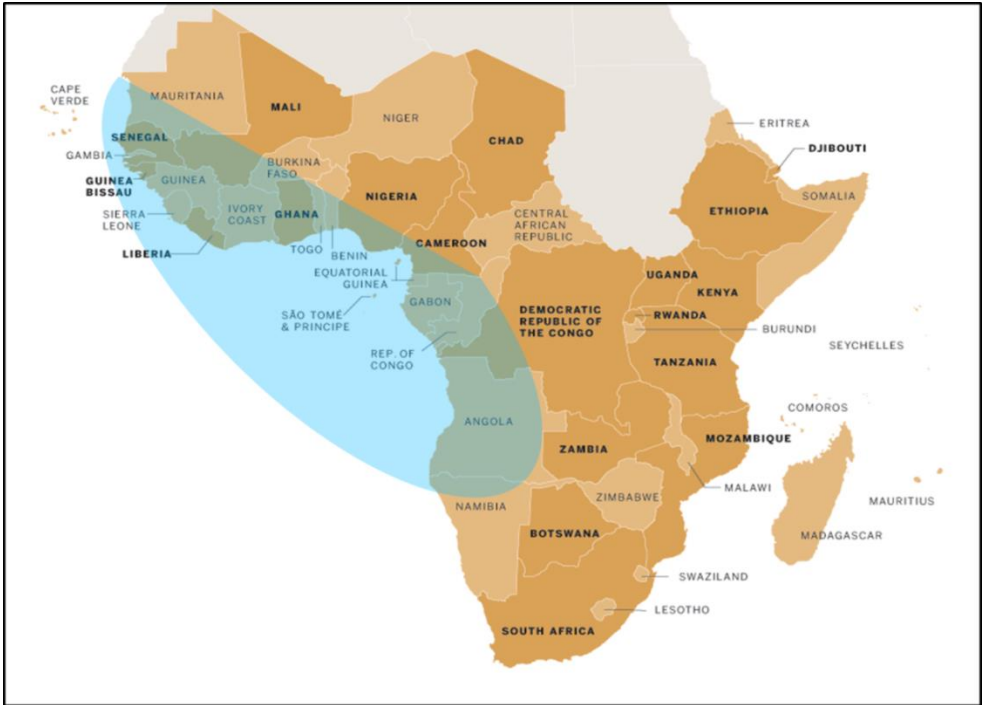 CAPE
VERDE
MAURITANIA
MALI
NIGER
CHAD
ERITREA
DJIBOUTI
SENEGAL
GAMBIA
GUINEA
BISSAU
GUINEA
BURKINA
FASO
NIGERIA
SOMALIA
ETHIOPIA
SIERRA
LEONE
IVORY
COAST
GHANA
CENTRAL
AFRICAN
REPUBLIC
LIBERIA
TOGO
BENIN
CAMEROON
EQUATORIAL
GUINEA
UGANDA
KENYA
GABON
SÃO TOMÉ
& PRINCIPE
DEMOCRATIC
REPUBLIC OF
THE CONGO
RWANDA
BURUNDI
SEYCHELLES
REP. OF
CONGO
TANZANIA
COMOROS
ANGOLA
ZAMBIA
MOZAMBIQUE
MALAWI
MAURITIUS
NAMIBIA
ZIMBABWE
BOTSWANA
MADAGASCAR
SWAZILAND
LESOTHO
SOUTH AFRICA